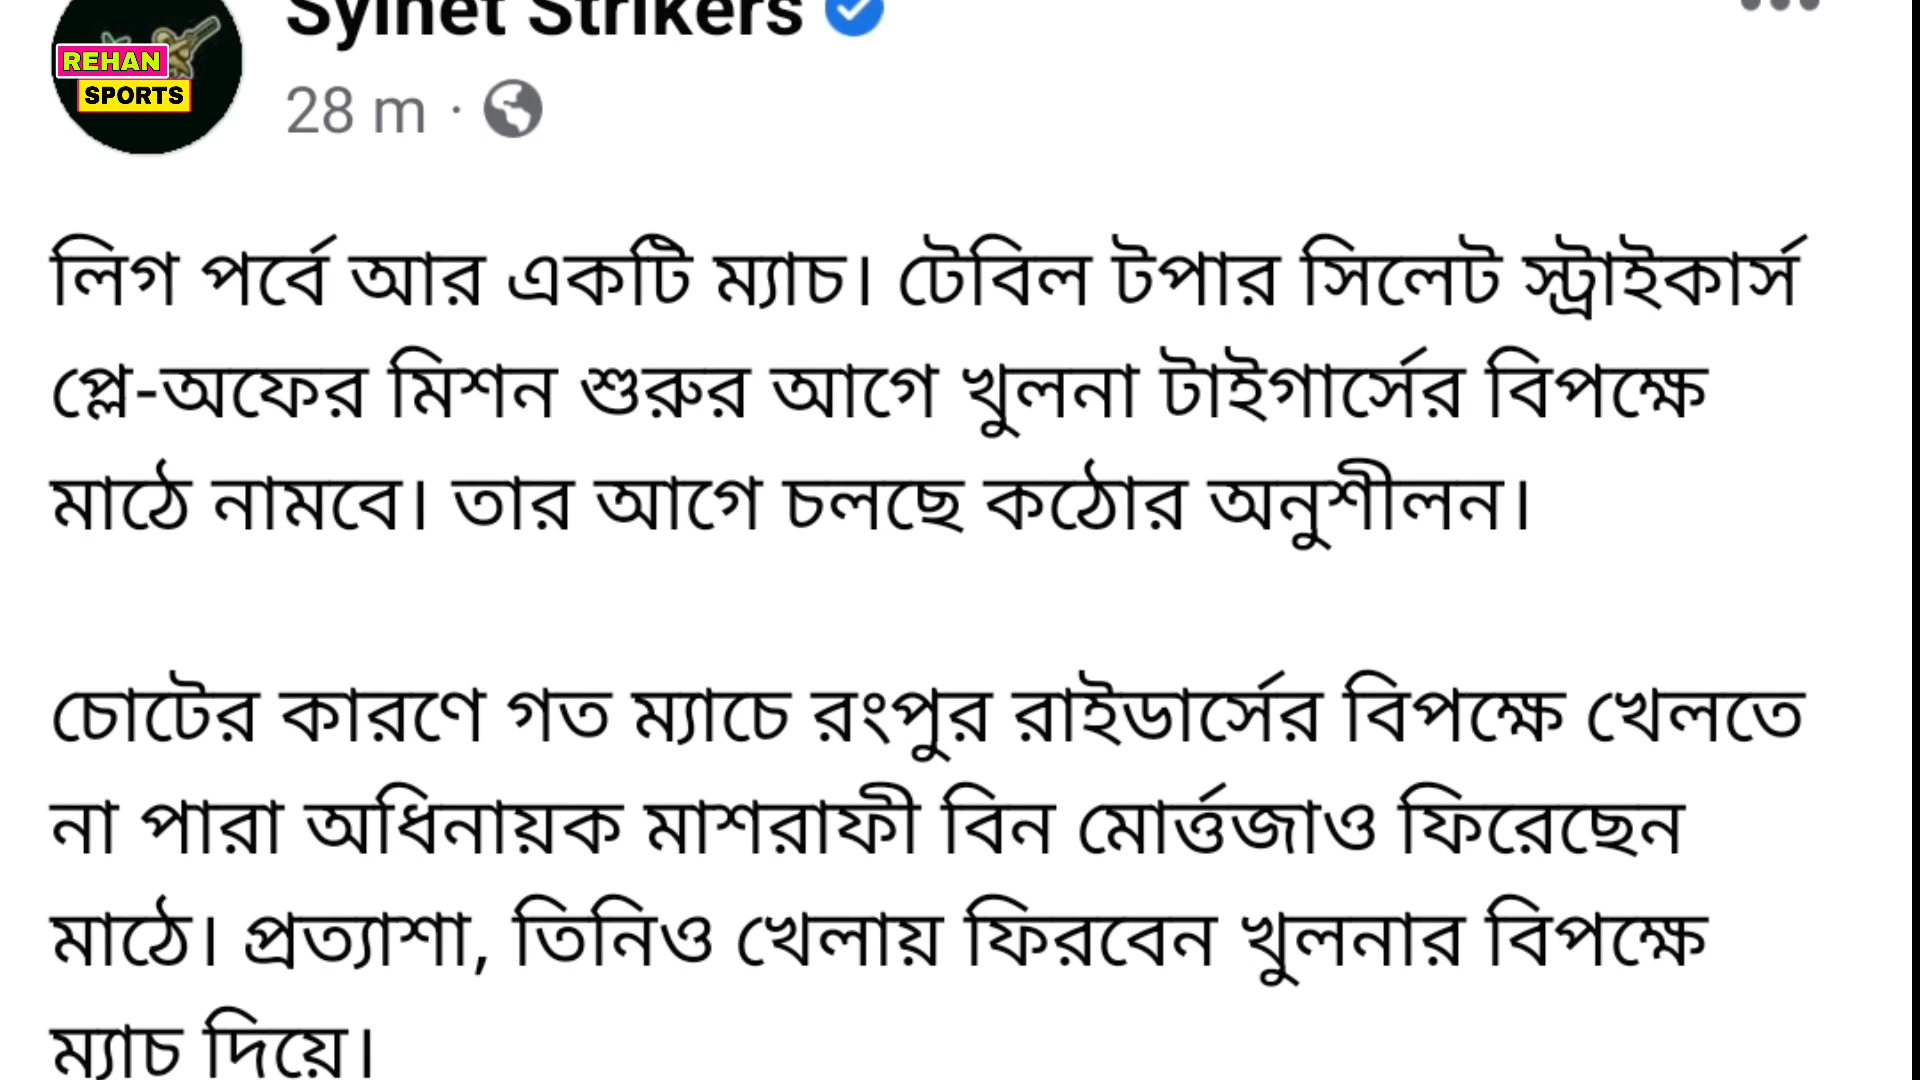 Sylhet Strikers
REHAN
SPORTS
28 m ·
লিগ পর্বে আর একটি ম্যাচ। টেবিল টপার সিলেট স্ট্রাইকার্স
প্লে-অফের মিশন শুরুর আগে খুলনা টাইগার্সের বিপক্ষে
মাঠে নামবে। তার আগে চলছে কঠোর অনুশীলন।
চোটের কারণে গত ম্যাচে রংপুর রাইডার্সের বিপক্ষে খেলতে
না পারা অধিনায়ক মাশরাফী বিন মোর্ত্তজাও ফিরেছেন
মাঠে। প্রত্যাশা, তিনিও খেলায় ফিরবেন খুলনার বিপক্ষে
ম্যাচ দিয়ে।